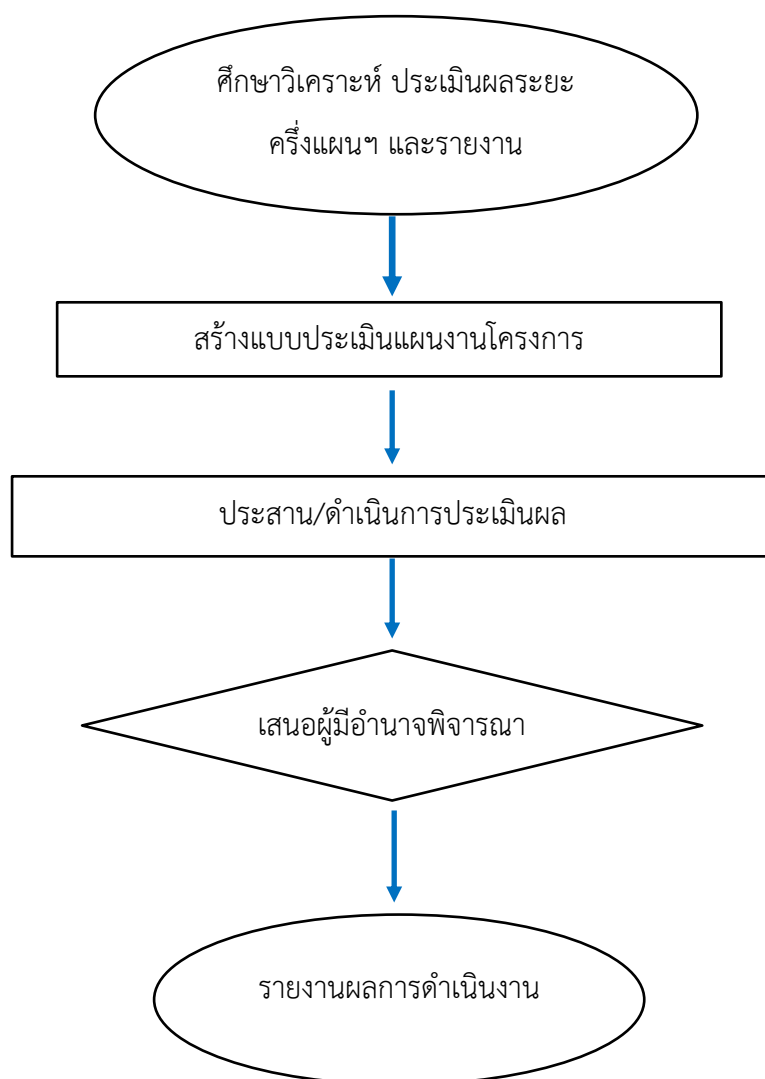 ศึกษาวิเคราะห์ ประเมินผลระยะ
ครึ่งแผนฯ และรายงาน
สร้างแบบประเมินแผนงานโครงการ
ประสาน/ดำเนินการประเมินผล
เสนอผู้มีอำนาจพิจารณา
รายงานผลการดำเนินงาน